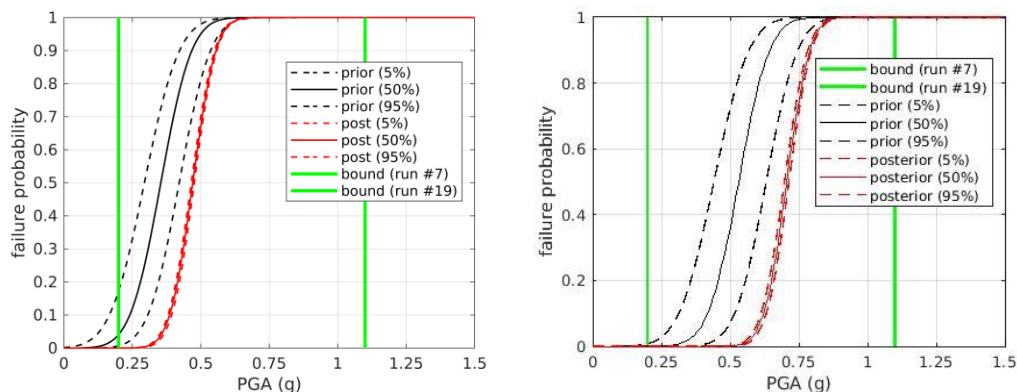 failure probability
1
0.9
0.8
0.7
0.6
0.5
0.4
0.3
0.2
0.1
0
0 0.25 0.5 0.75 1 1.25 1.5
PGA (g)
prior (5%)
prior (50%)
prior (95%)
post (5%)
post (50%)
post (95%)
bound (run #7)
bound (run #19)
failure probability
1
0.8
0.6
0.4
0.2
0
0 0.25 0.5 0.75 1 1.25 1.5
PGA (g)
bound (run #7)
bound (run #19)
prior (5%)
prior (50%)
prior (95%)
posterior (5%)
posterior (50%)
posterior (95%)